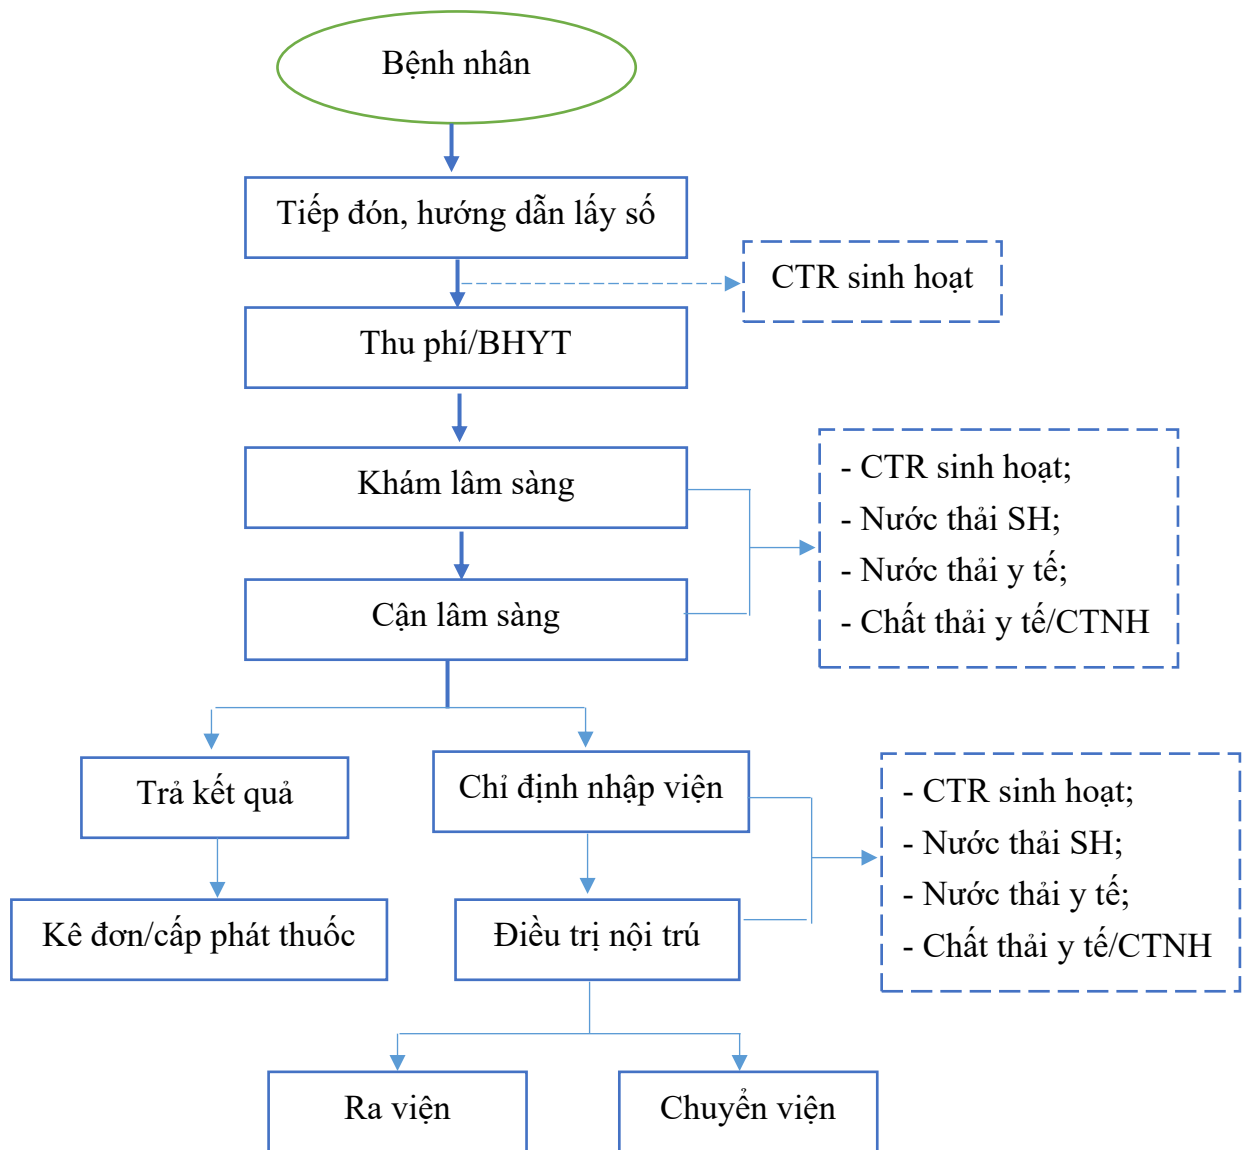 Bệnh nhân
Tiếp đón, hướng dẫn lấy số
CTR sinh hoạt
Thu phí/BHYT
Khám lâm sàng
Cận lâm sàng
- CTR sinh hoạt;
- Nước thải SH;
- Nước thải y tế;
- Chất thải y tế/CTNH
Trả kết quả
Chỉ định nhập viện
Kê đơn/cấp phát thuốc
Điều trị nội trú
- CTR sinh hoạt;
- Nước thải SH;
- Nước thải y tế;
- Chất thải y tế/CTNH
Ra viện
Chuyển viện